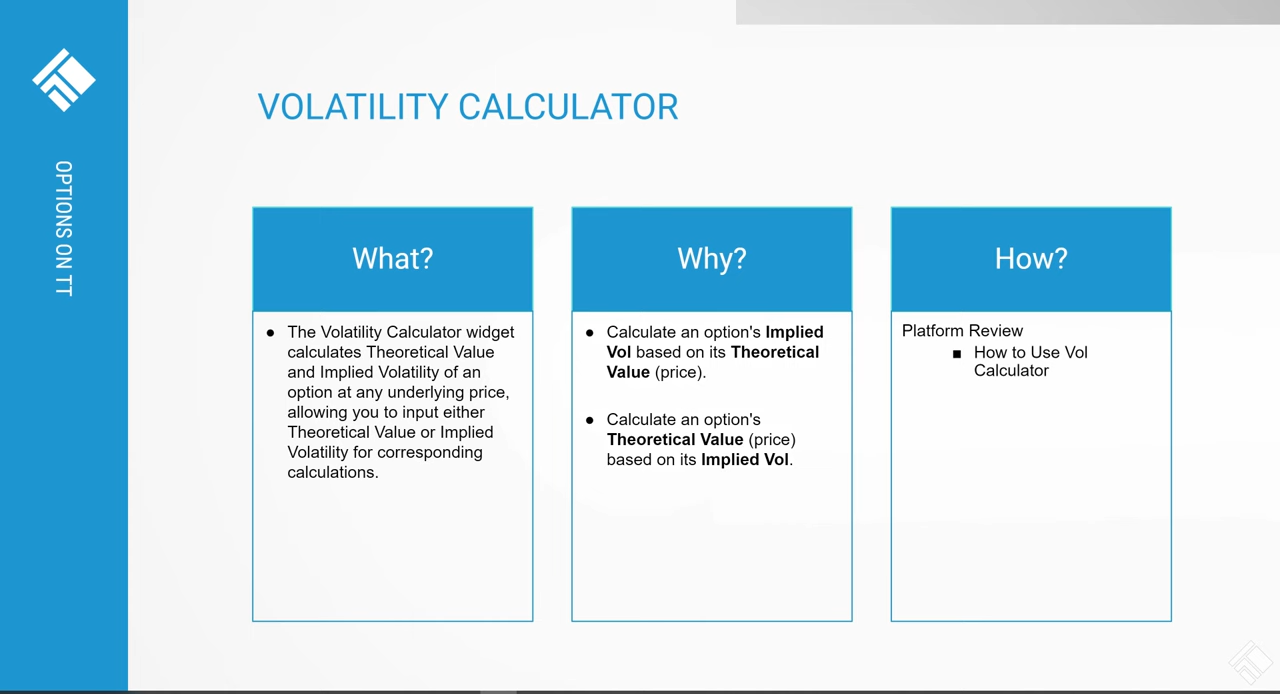 OPTIONS ON TT
VOLATILITY CALCULATOR
What?
● The Volatility Calculator widget
calculates Theoretical Value
and Implied Volatility of an
option at any underlying price,
allowing you to input either
Theoretical Value or Implied
Volatility for corresponding
calculations.
Why?
● Calculate an option's Implied
Vol based on its Theoretical
Value (price).
● Calculate an option's
Theoretical Value (price)
based on its Implied Vol.
How?
Platform Review
■ How to Use Vol
Calculator